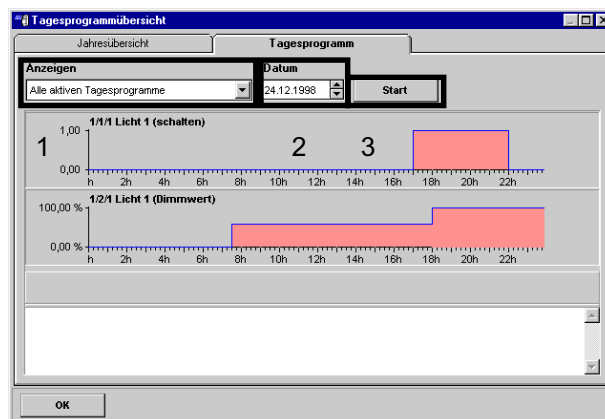 Tagesprogrammübersicht
Jahresübersicht Tagesprogramm
Anzeigen Datum
Alle aktiven Tagesprogramme 24.12.1998 Start
1/1/1 Licht 1 (schalten)
1 2 3
1,00
0,00
h 2h 4h 6h 8h 10h 12h 14h 16h 18h 20h 22h
1/2/1 Licht 1 (Dimmwert)
100,00 %
0,00 %
h 2h 4h 6h 8h 10h 12h 14h 16h 18h 20h 22h
OK